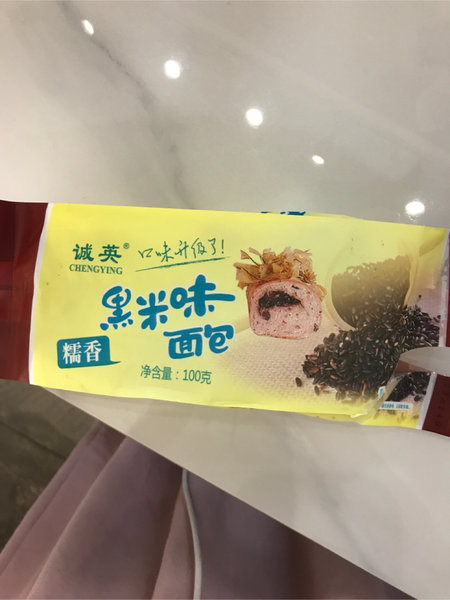 诚英®
CHENGYING
口味升级了!
黑米味
面包
糯香
净含量:100克